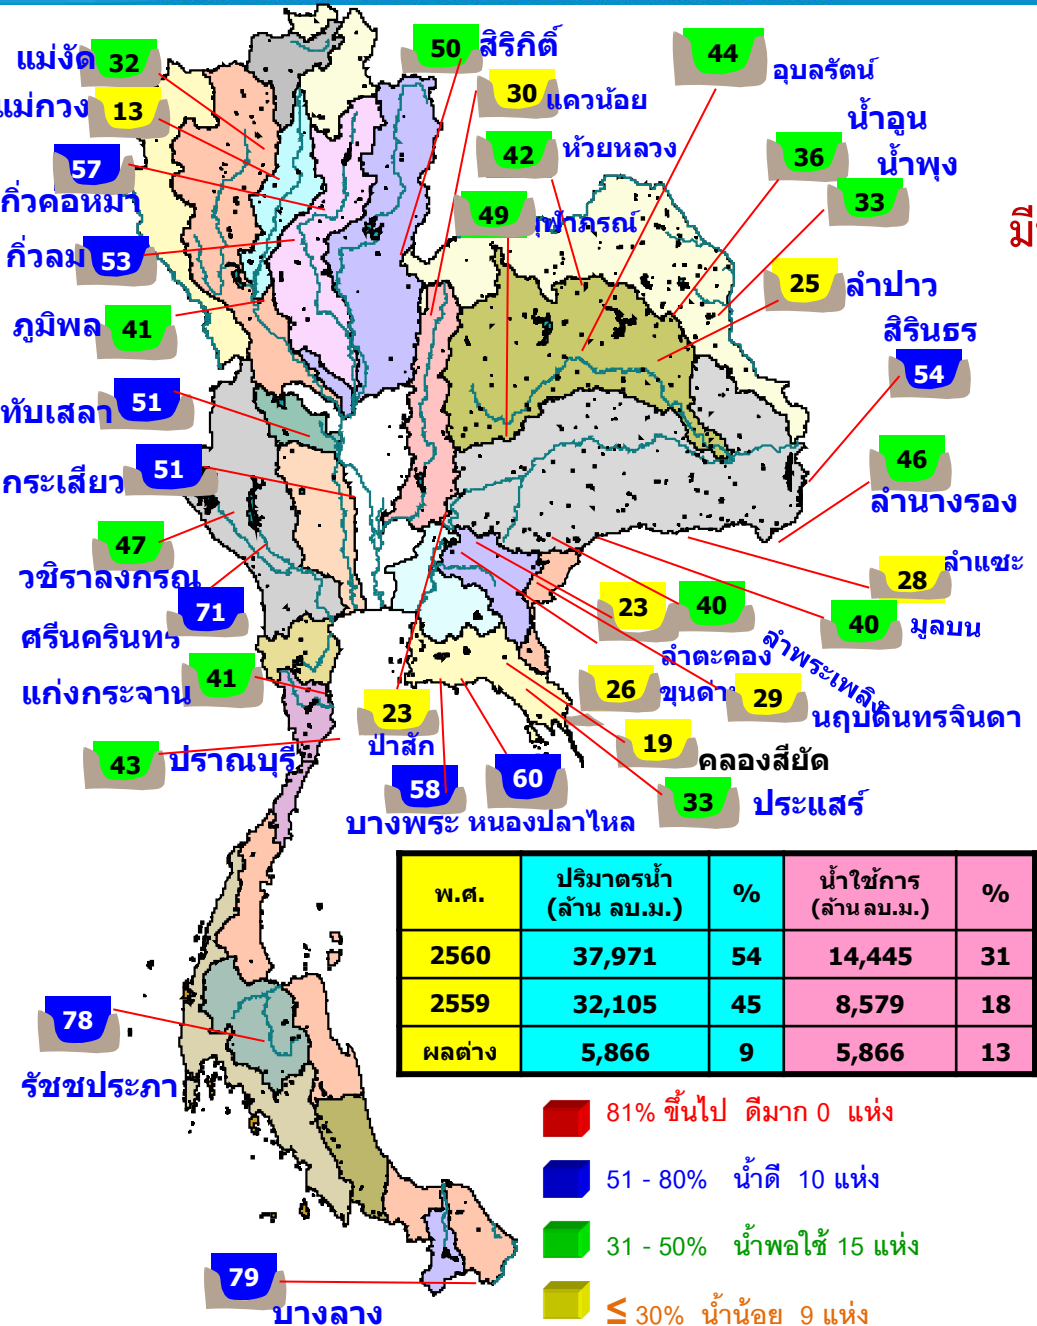 แม่งัด 32
50 สิริกิติ์
44 อุบลรัตน์
แม่กวง 13
30 แควน้อย
57
กิ่วคอหมา
42 ห้วยหลวง
น้ำอูน
36
น้ำพุง
33
49 จุฬาภรณ์
มี
กิ่วลม 53
25 ลำปาว
ภูมิพล 41
สิรินธร
54
ทับเสลา 51
กระเสียว 51
46
ลำนางรอง
47
วชิราลงกรณ
28 ลำแซะ
71
ศรีนครินทร
23
ลำตะคอง
40
ลำพระเพลิง
40 มูลบน
แก่งกระจาน 41
26 ขุนด่าน
29 นฤบดินทรจินดา
23
ป่าสัก
19
คลองสียัด
43 ปราณบุรี
58
บางพระ
60
หนองปลาไหล
33 ประแสร์
พ.ศ. ปริมาตรน้ำ (ล้าน ลบ.ม.) % น้ำใช้การ (ล้าน ลบ.ม.) %
2560 37,971 54 14,445 31
2559 32,105 45 8,579 18
ผลต่าง 5,866 9 5,866 13
78
รัชชประภา
81% ขึ้นไป ดีมาก 0 แห่ง
51 - 80% น้ำดี 10 แห่ง
31 - 50% น้ำพอใช้ 15 แห่ง
≤ 30% น้ำน้อย 9 แห่ง
79
บางลาง